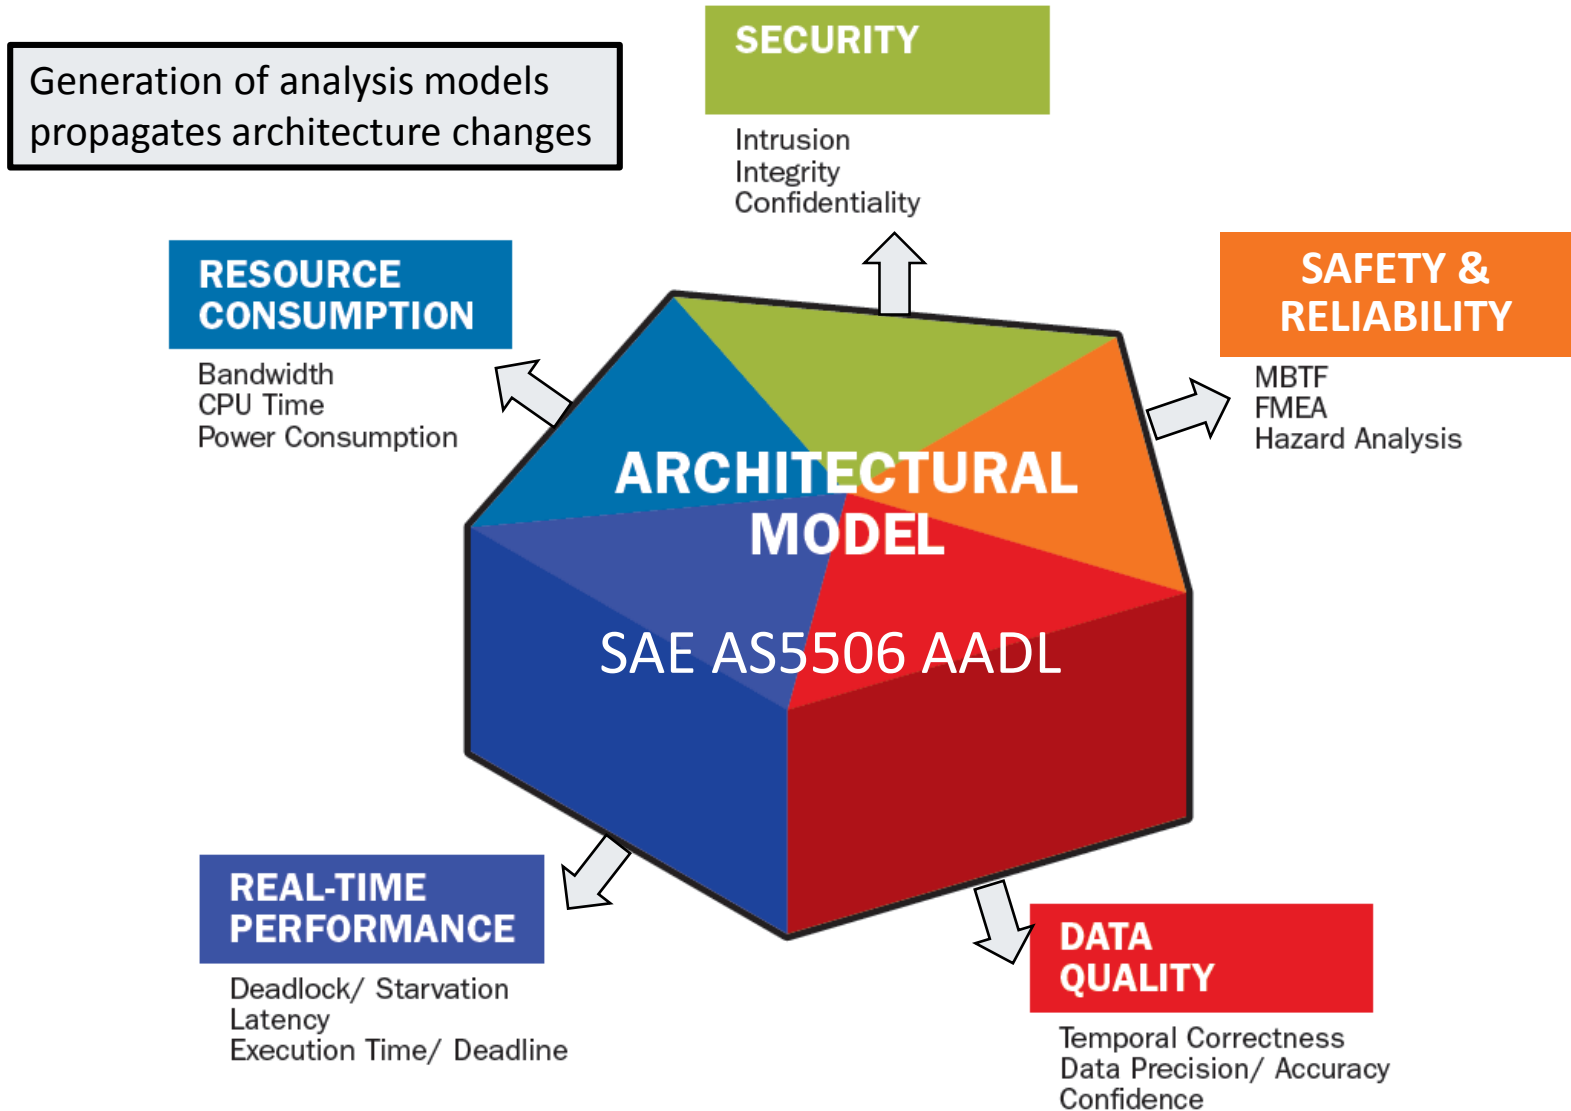 Generation of analysis models
propagates architecture changes
SECURITY
Intrusion
Integrity
Confidentiality
RESOURCE
CONSUMPTION
Bandwidth
CPU Time
Power Consumption
SAFETY &
RELIABILITY
MBTF
FMEA
Hazard Analysis
ARCHITECTURAL
MODEL
SAE AS5506 AADL
REAL-TIME
PERFORMANCE
Deadlock/ Starvation
Latency
Execution Time/ Deadline
DATA
QUALITY
Temporal Correctness
Data Precision/ Accuracy
Confidence